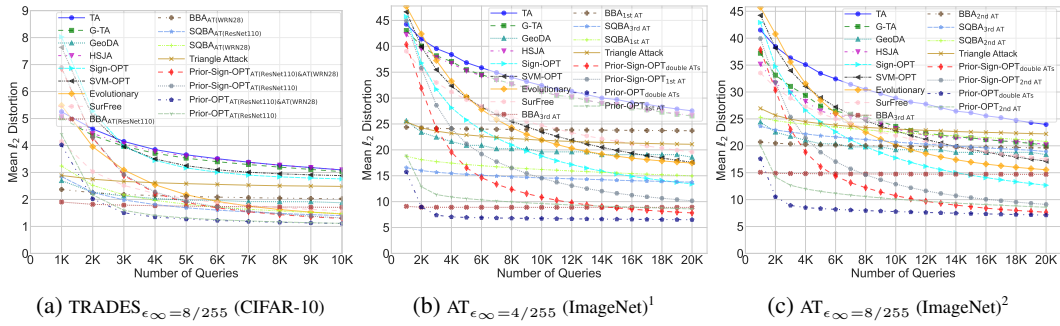 9
8
7
6
5
4
3
2
1
0
Mean ℓ2 Distortion
0 1K 2K 3K 4K 5K 6K 7K 8K 9K 10K
Number of Queries
TA
G-TA
GeoDA
HSJA
Sign-OPT
SVM-OPT
Evolutionary
SurFree
BBA AT(ResNet110)
BBA AT(WRN28)
SQBA AT(ResNet110)
SQBA AT(WRN28)
Triangle Attack
Prior-Sign-OPT AT(ResNet110)&AT(WRN28)
Prior-Sign-OPT AT(ResNet110)
Prior-OPT AT(ResNet110)&AT(WRN28)
Prior-OPT AT(ResNet110)
(a) TRADES ϵ∞=8/255 (CIFAR-10)
45
40
35
30
25
20
15
10
5
0
Mean ℓ2 Distortion
0 2K 4K 6K 8K 10K 12K 14K 16K 18K 20K
Number of Queries
TA
G-TA
GeoDA
HSJA
Sign-OPT
SVM-OPT
Evolutionary
SurFree
BBA 3rd AT
BBA 1st AT
SQBA 3rd AT
SQBA 1st AT
Triangle Attack
Prior-Sign-OPT double ATs
Prior-Sign-OPT 1st AT
Prior-OPT double ATs
Prior-OPT 1st AT
(b) AT ϵ∞=4/255 (ImageNet)1
45
40
35
30
25
20
15
10
5
0
Mean ℓ2 Distortion
0 2K 4K 6K 8K 10K 12K 14K 16K 18K 20K
Number of Queries
TA
G-TA
GeoDA
HSJA
Sign-OPT
SVM-OPT
Evolutionary
SurFree
BBA 3rd AT
BBA 2nd AT
SQBA 3rd AT
SQBA 2nd AT
Triangle Attack
Prior-Sign-OPT double ATs
Prior-Sign-OPT 2nd AT
Prior-OPT double ATs
Prior-OPT 2nd AT
(c) AT ϵ∞=8/255 (ImageNet)2